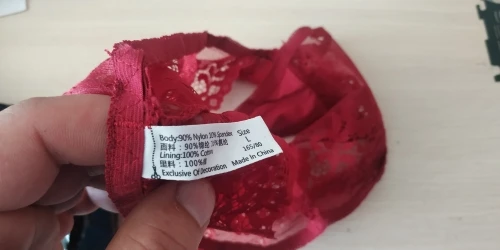 Body:90% Nylon 10% Spandex
面料：90%锦纶 10%氨纶
Lining:100% Cotton
里料：100%棉
Exclusive Of Decoration
Size
L
165/80
Made In China